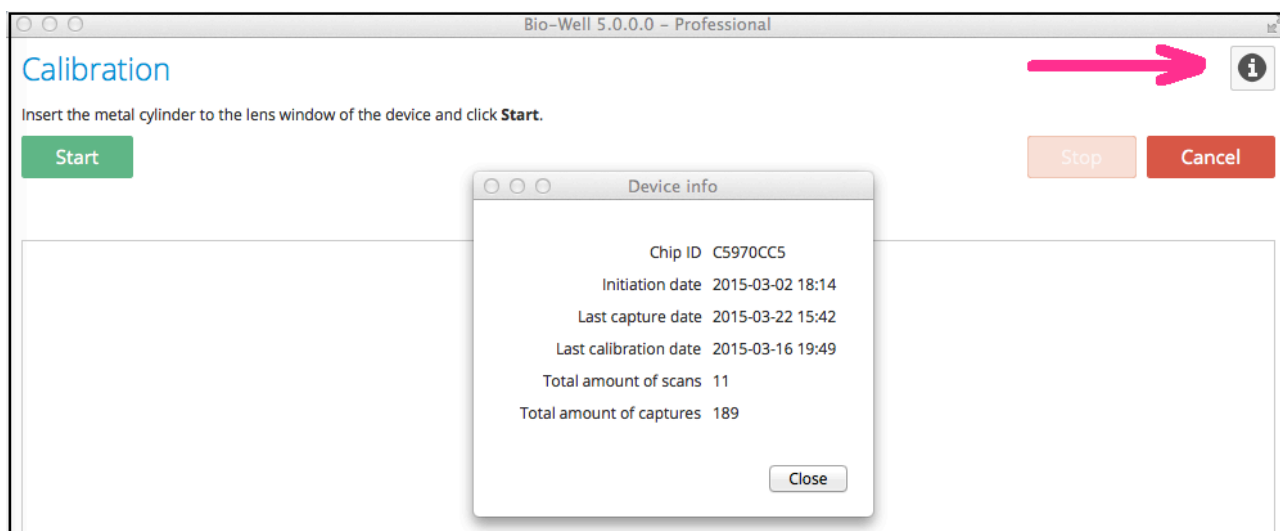 Bio-Well 5.0.0.0 – Professional
Calibration
Insert the metal cylinder to the lens window of the device and click Start.
Start
Stop
Cancel
Device info
Chip ID C5970CC5
Initiation date 2015-03-02 18:14
Last capture date 2015-03-22 15:42
Last calibration date 2015-03-16 19:49
Total amount of scans 11
Total amount of captures 189
Close